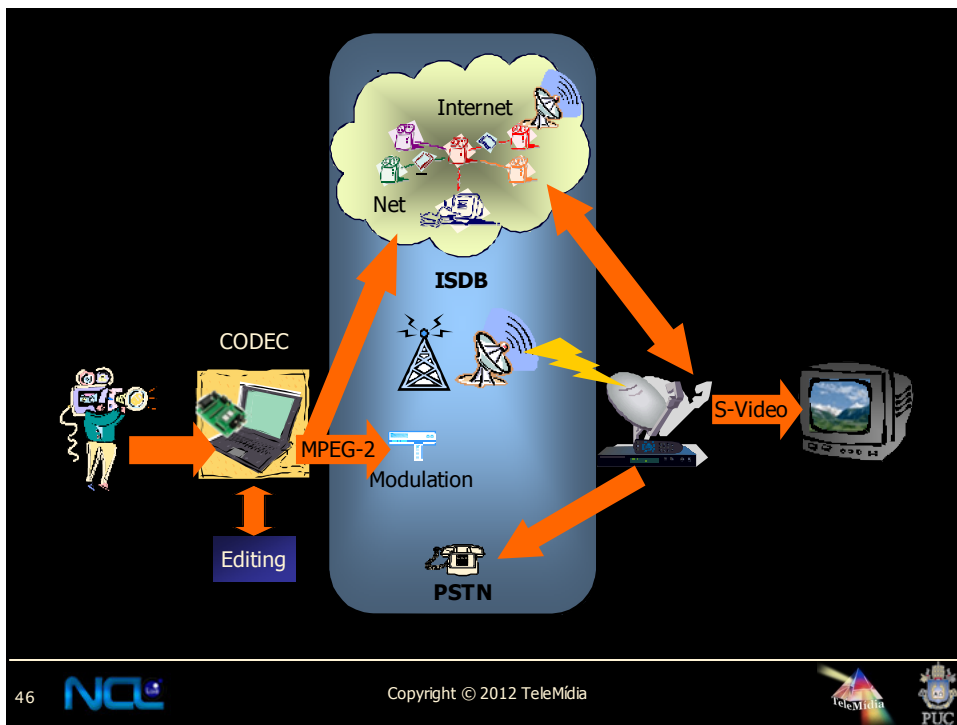 Internet
Net
ISDB
CODEC
MPEG-2
S-Video
Modulation
Editing
PSTN
46
NCL
Copyright © 2012 TeleMídia
TeleMídia
PUC